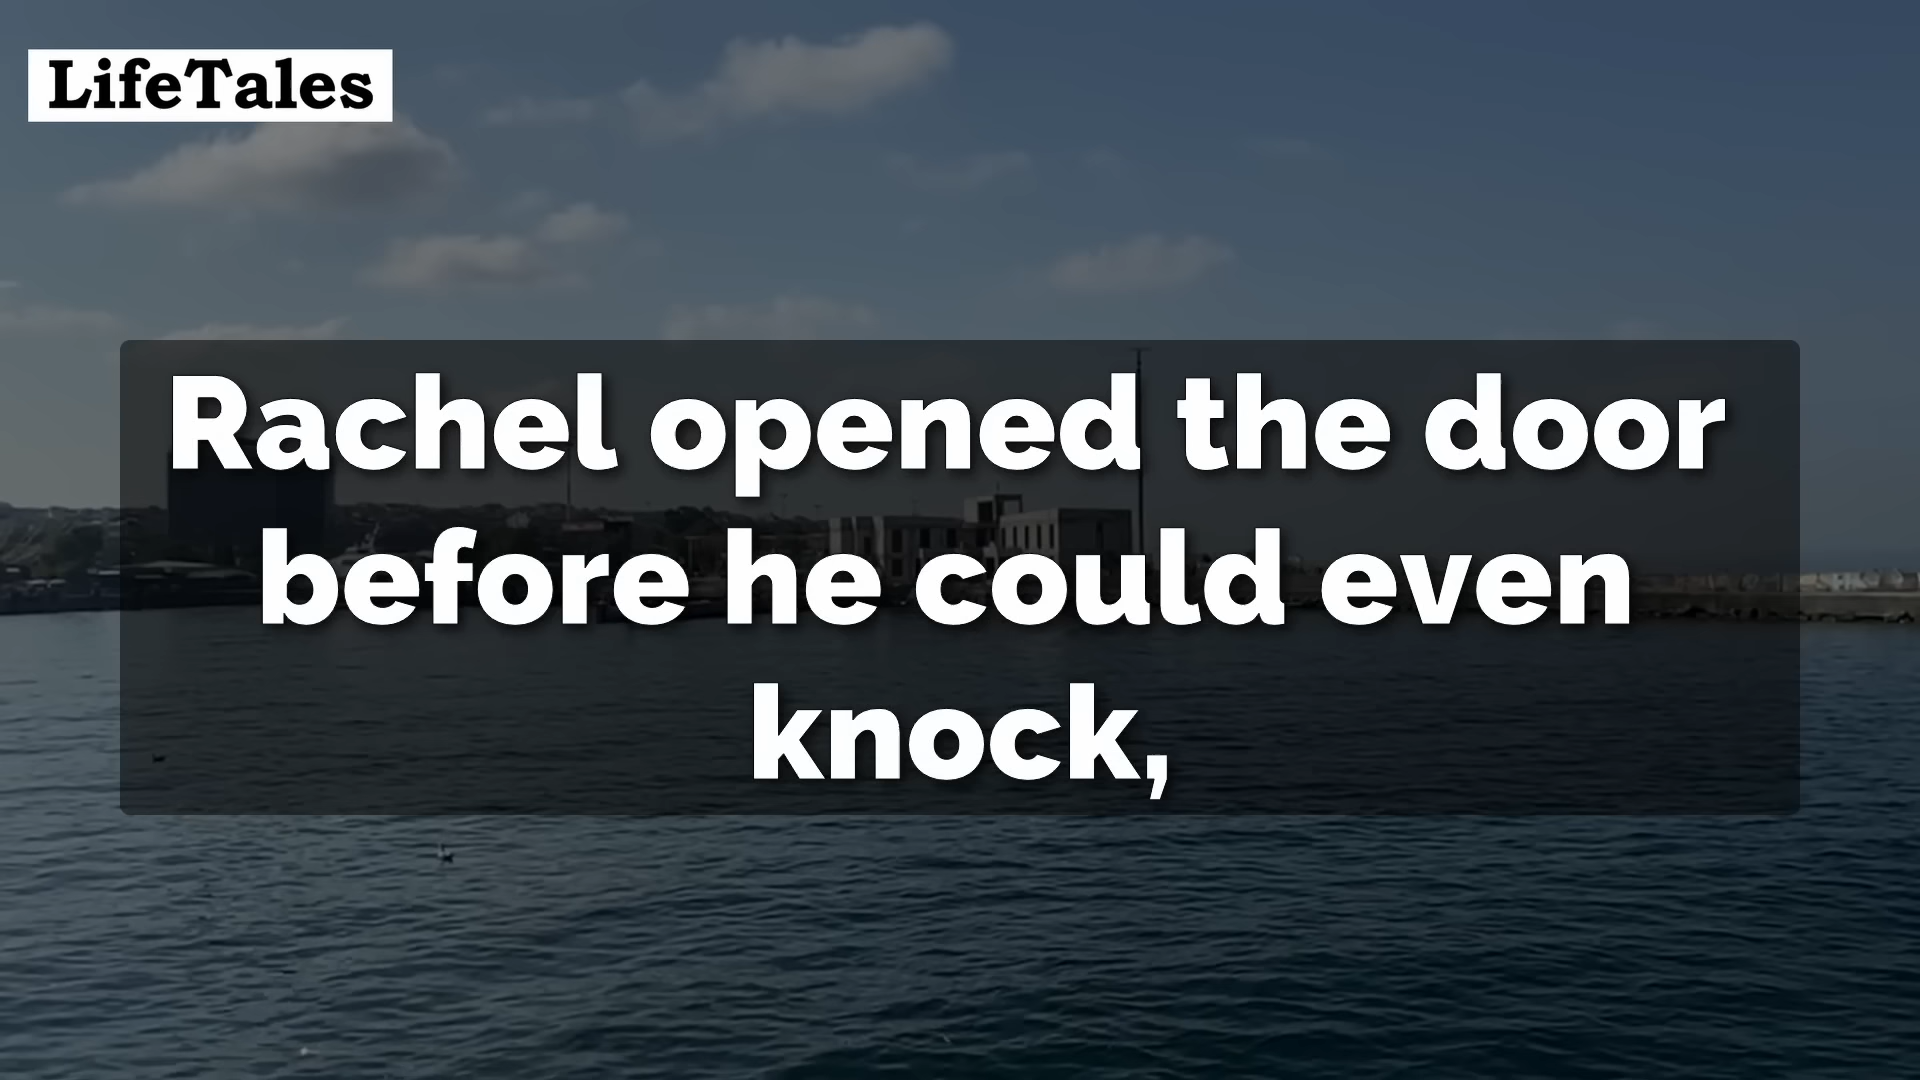 LifeTales
Rachel opened the door
before he could even
knock,